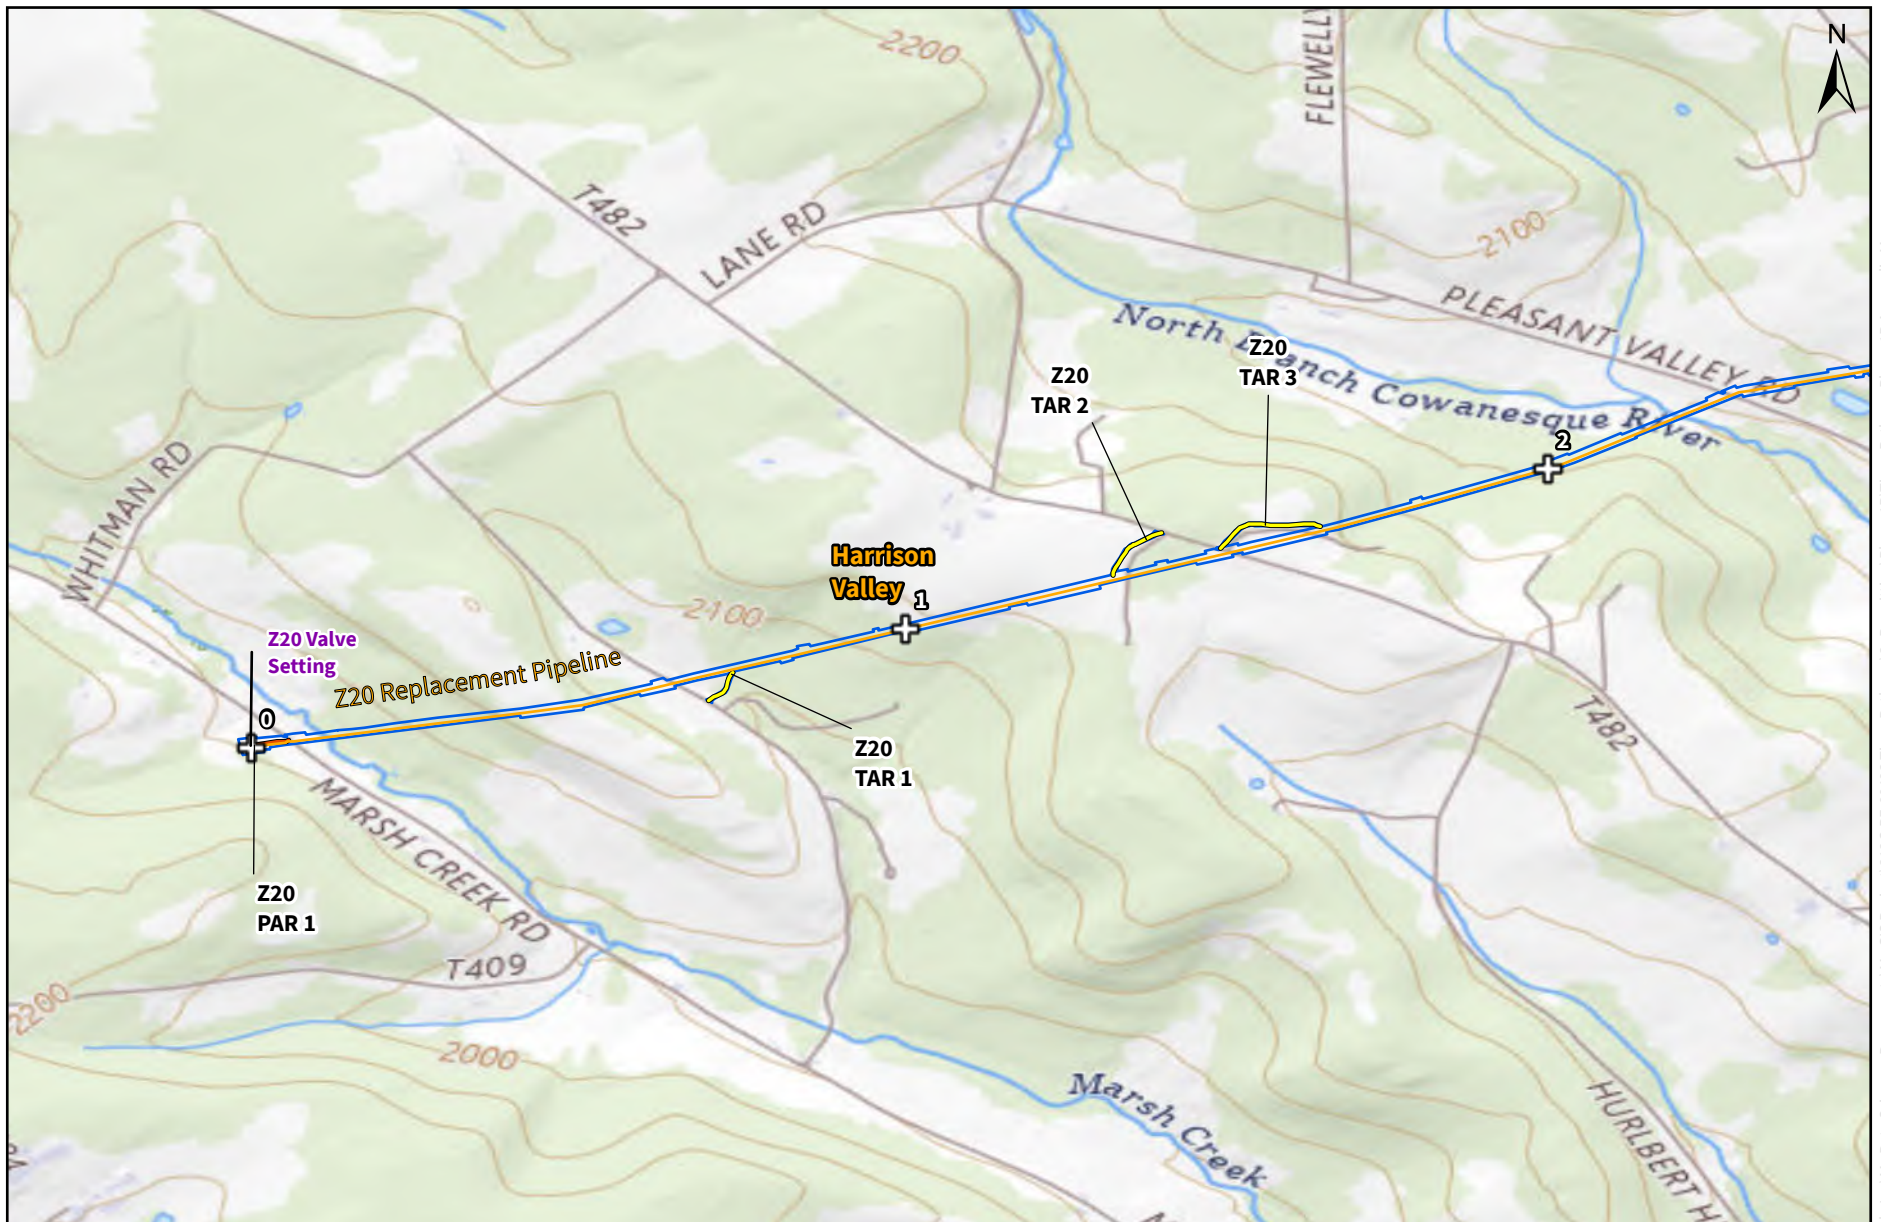 N
2200
FLEWELLY
T482
LANE RD
2100
PLEASANT VALLEY RD
North Branch Cowanesque River
Z20
TAR 3
Z20
TAR 2
2
WHITMAN RD
Harrison
Valley
1
2100
Z20 Valve
Setting
Z20 Replacement Pipeline
0
Z20
TAR 1
T482
MARSH CREEK RD
Z20
PAR 1
T409
2200
2000
Marsh Creek
HURLBERT H